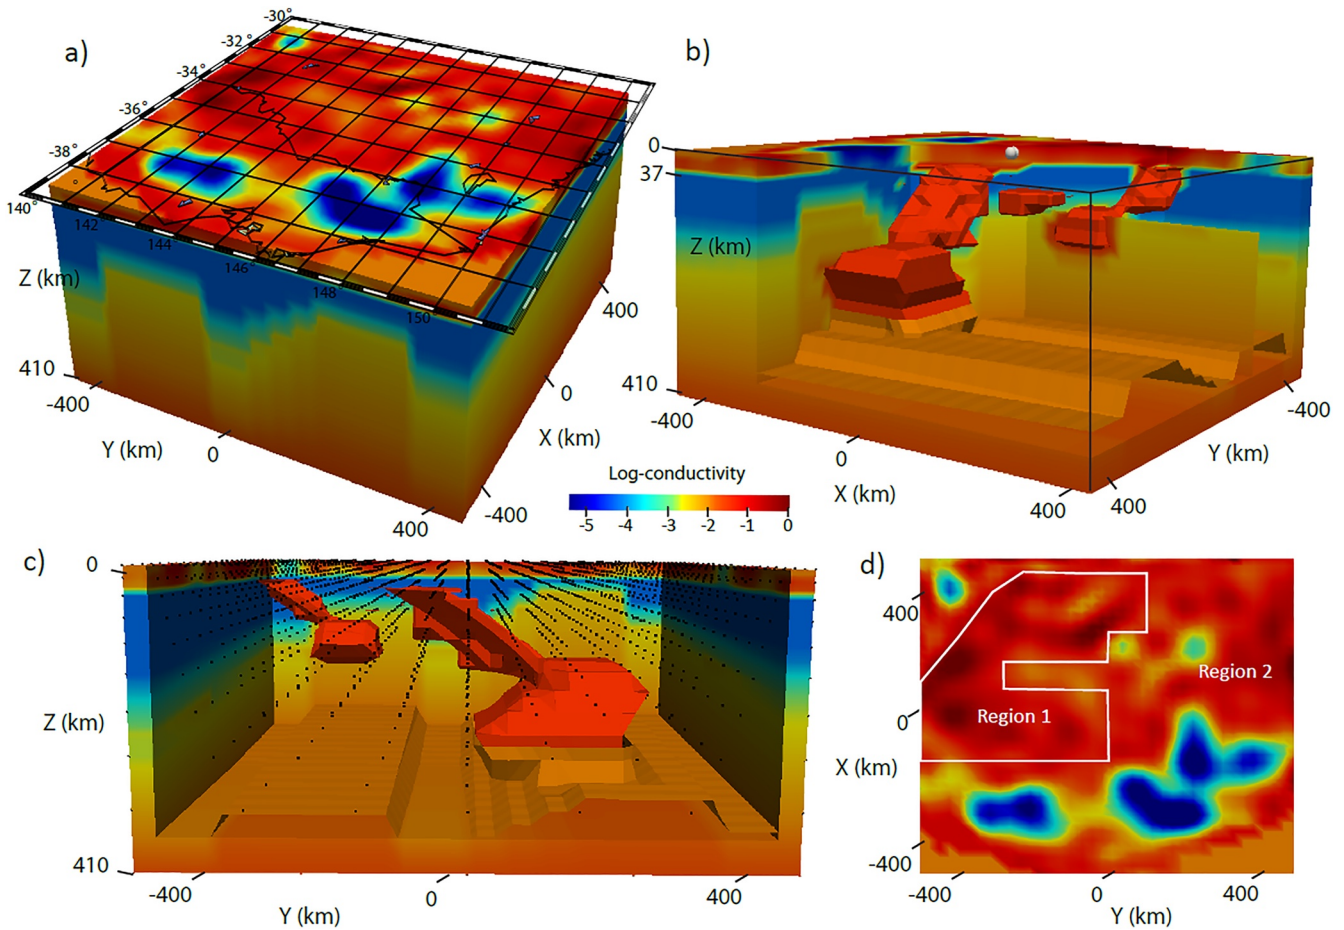 a)
-30°
-32°
-34°
-36°
-38°
140°
142
144
146°
148°
150°
Z (km)
410
-400
Y (km)
0
400
-400
X (km)
0
400
b)
0
37
Z (km)
410
-400
0
X (km)
400
400
Y (km)
-400
Log-conductivity
-5 -4 -3 -2 -1 0
c)
0
Z (km)
410
-400
0
400
Y (km)
d)
400
0
X (km)
-400
Region 1
Region 2
-400
0
400
Y (km)